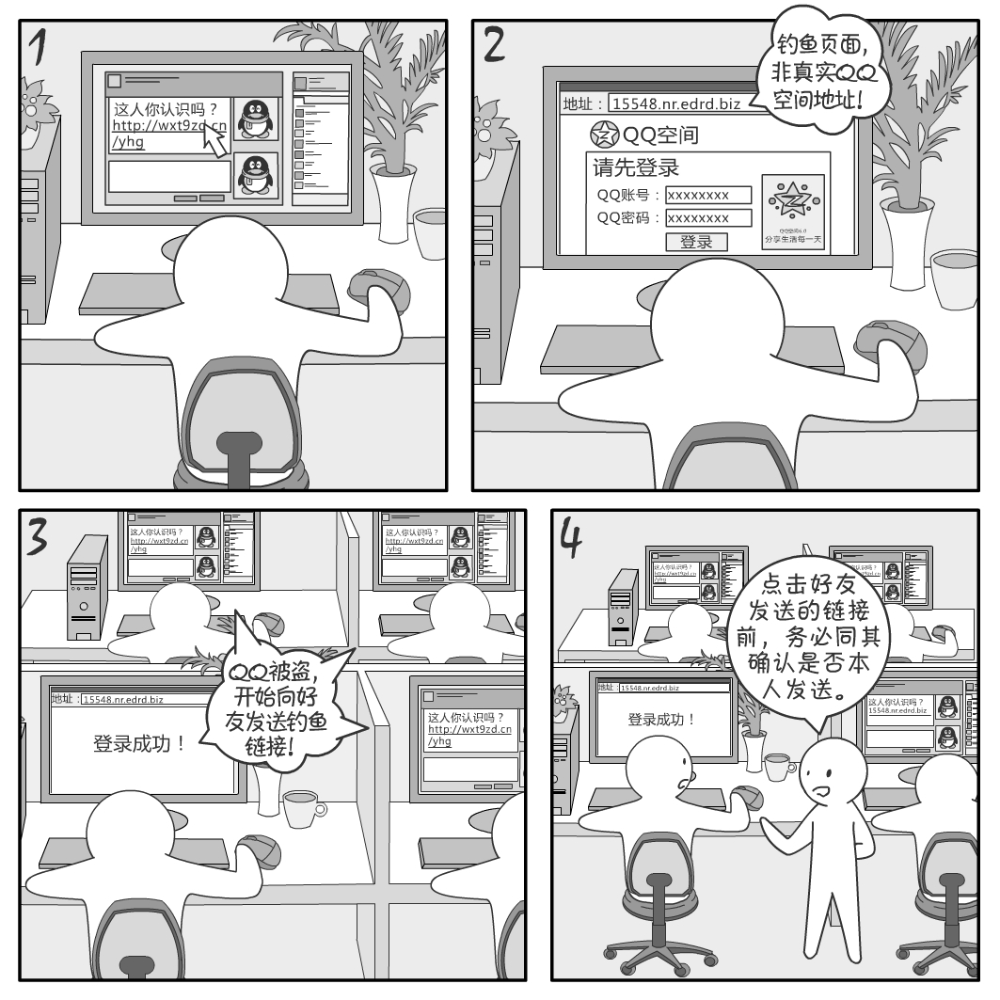 1
这人你认识吗？
http://wxt9zd.cn
/yhg
2
钓鱼页面，
非真实QQ
空间地址！
地址：15548.nr.edrd.biz
QQ空间
请先登录
QQ账号：xxxxxxxx
QQ密码：xxxxxxxx
登录
QQ空间6.0
分享生活每一天
3
这人你认识吗？
http://wxt9zd.cn
/yhg
这人你认识吗？
http://wxt9zd.cn
/yhg
QQ被盗，
开始向好
友发送钓鱼
链接！
地址：15548.nr.edrd.biz
登录成功！
这人你认识吗？
http://wxt9zd.cn
/yhg
4
这人你认识吗？
http://wxt9zd.cn
/yhg
点击好友
发送的链接
前，务必同其
确认是否本
人发送。
地址：15548.nr.edrd.biz
登录成功！
这人你认识吗？
15548.nr.edrd.biz